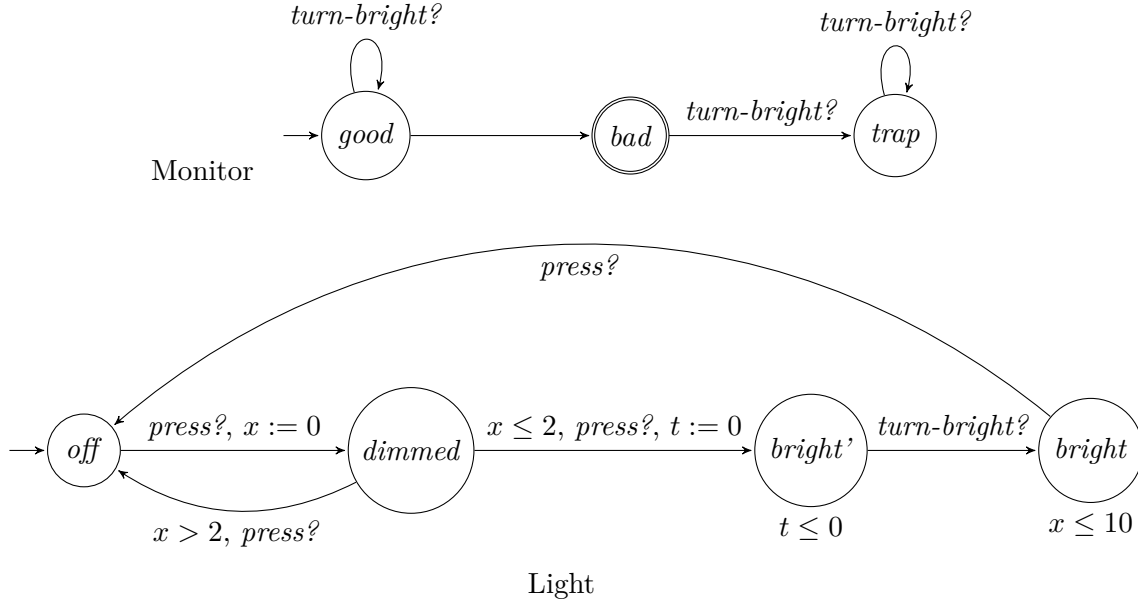 turn-bright?
turn-bright?
good
bad
turn-bright?
trap
Monitor
press?
off
press?, x := 0
dimmed
x ≤ 2, press?, t := 0
bright'
turn-bright?
bright
x > 2, press?
t ≤ 0
x ≤ 10
Light